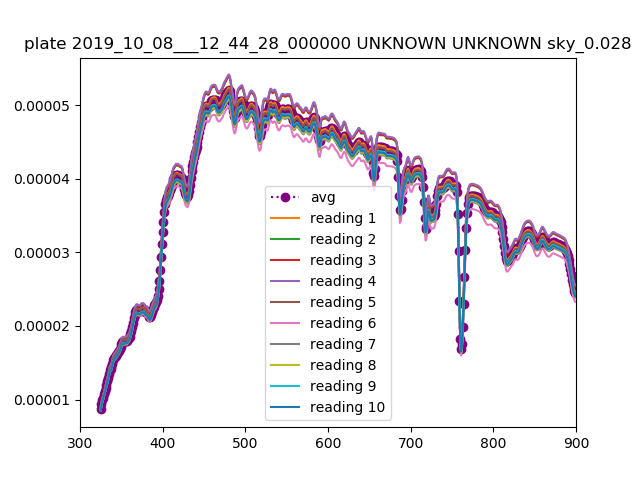 plate 2019_10_08___12_44_28_000000 UNKNOWN UNKNOWN sky_0.028
0.00005
0.00004
0.00003
0.00002
0.00001
avg
reading 1
reading 2
reading 3
reading 4
reading 5
reading 6
reading 7
reading 8
reading 9
reading 10
300 400 500 600 700 800 900